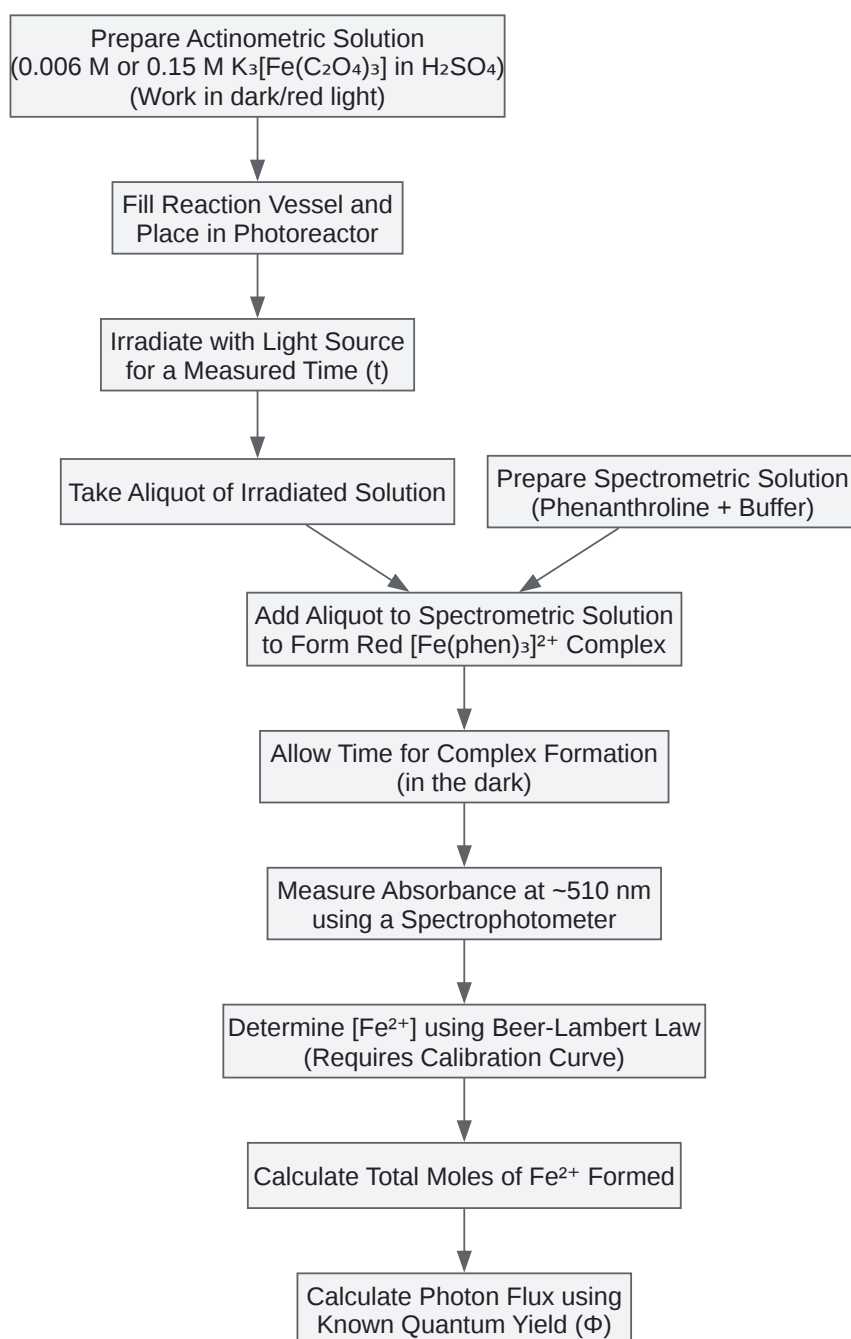 Prepare Actinometric Solution
(0.006 M or 0.15 M K₃[Fe(C₂O₄)₃] in H₂SO₄)
(Work in dark/red light)
Fill Reaction Vessel and
Place in Photoreactor
Irradiate with Light Source
for a Measured Time (t)
Take Aliquot of Irradiated Solution
Prepare Spectrometric Solution
(Phenanthroline + Buffer)
Add Aliquot to Spectrometric Solution
to Form Red [Fe(phen)₃]²⁺ Complex
Allow Time for Complex Formation
(in the dark)
Measure Absorbance at ~510 nm
using a Spectrophotometer
Determine [Fe²⁺] using Beer-Lambert Law
(Requires Calibration Curve)
Calculate Total Moles of Fe²⁺ Formed
Calculate Photon Flux using
Known Quantum Yield (Φ)